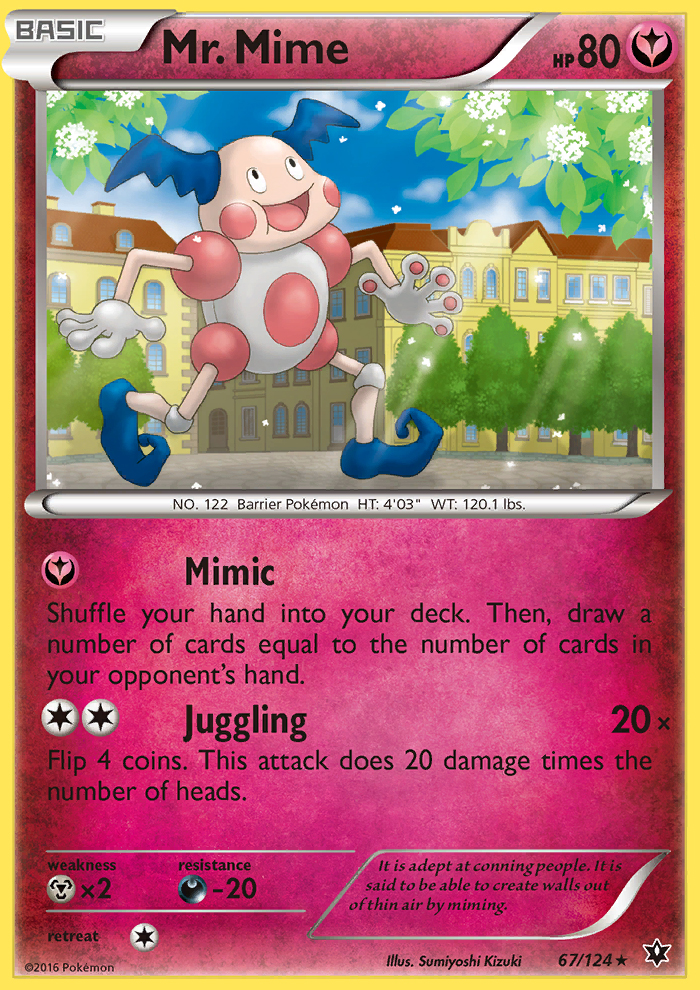 BASIC
Mr. Mime
HP 80
NO. 122 Barrier Pokémon HT: 4'03" WT: 120.1 lbs.
Mimic
Shuffle your hand into your deck. Then, draw a
number of cards equal to the number of cards in
your opponent's hand.
Juggling 20×
Flip 4 coins. This attack does 20 damage times the
number of heads.
weakness
×2
resistance
-20
retreat
It is adept at conning people. It is
said to be able to create walls out
of thin air by miming.
©2016 Pokémon
Illus. Sumiyoshi Kizuki
67/124 ★